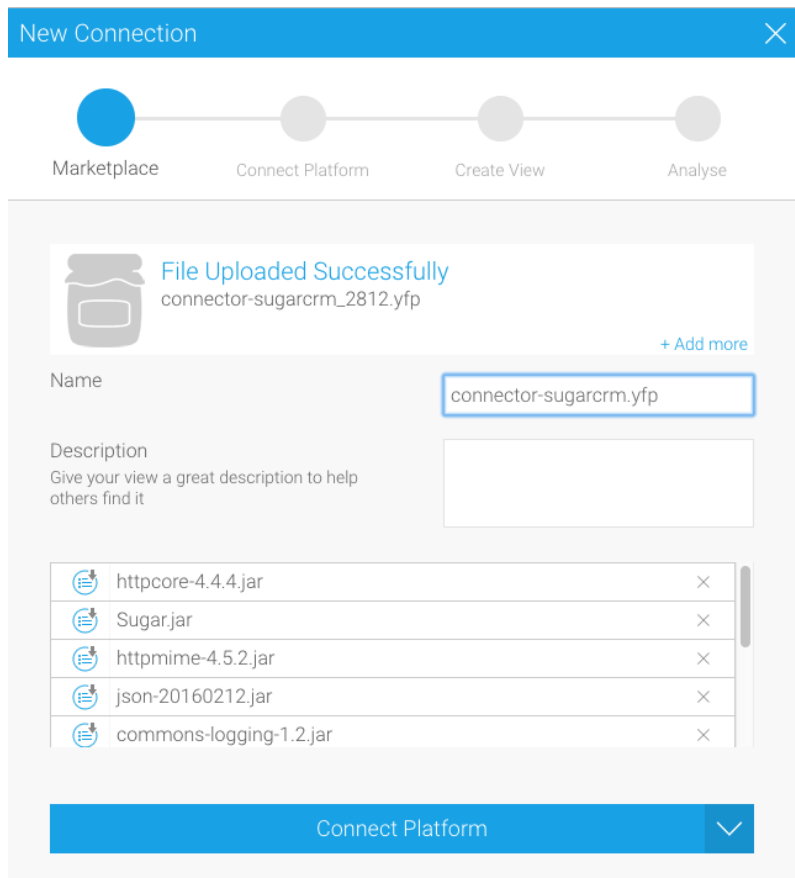 New Connection
Marketplace
Connect Platform
Create View
Analyse
File Uploaded Successfully
connector-sugarcrm_2812.yfp
+ Add more
Name
connector-sugarcrm.yfp
Description
Give your view a great description to help
others find it
httpcore-4.4.4.jar
Sugar.jar
httpmime-4.5.2.jar
json-20160212.jar
commons-logging-1.2.jar
Connect Platform